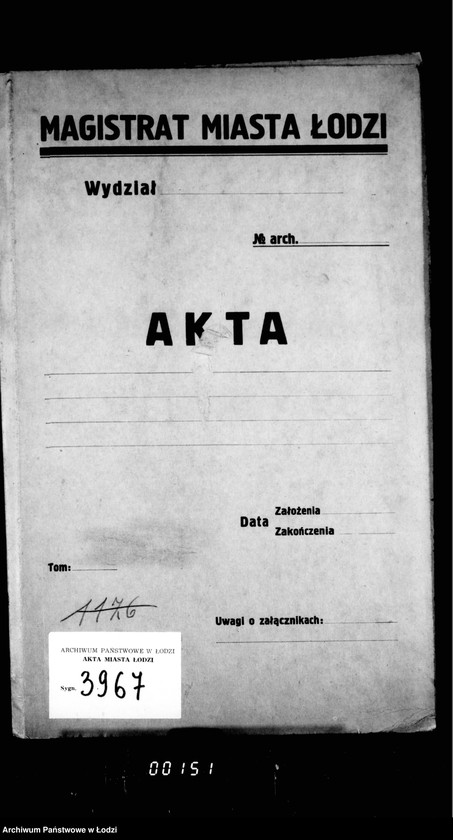 MAGISTRAT MIASTA ŁODZI
Wydział
№ arch.
AKTA
Data
Założenia
Zakończenia
Tom:
1176
Uwagi o załącznikach:
ARCHIWUM PAŃSTWOWE W ŁODZI
AKTA MIASTA ŁODZI
Sygn. 3967
00151
Archiwum Państwowe w Łodzi